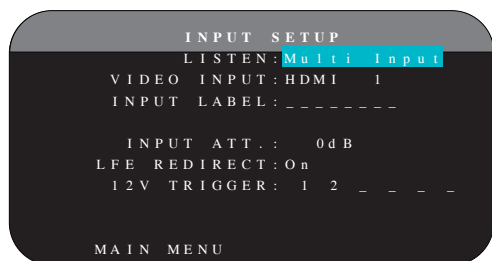 INPUT SETUP
LISTEN: Multi Input
VIDEO INPUT: HDMI 1
INPUT LABEL: _ _ _ _ _ _ _ _
INPUT ATT.: 0dB
LFE REDIRECT: On
12V TRIGGER: 1 2 _ _ _ _
MAIN MENU